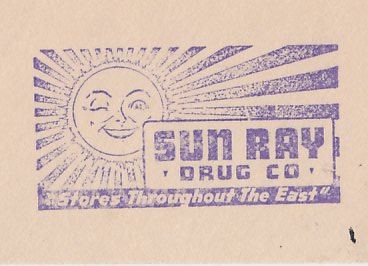 SUN RAY
DRUG CO
"Stores Throughout The East"